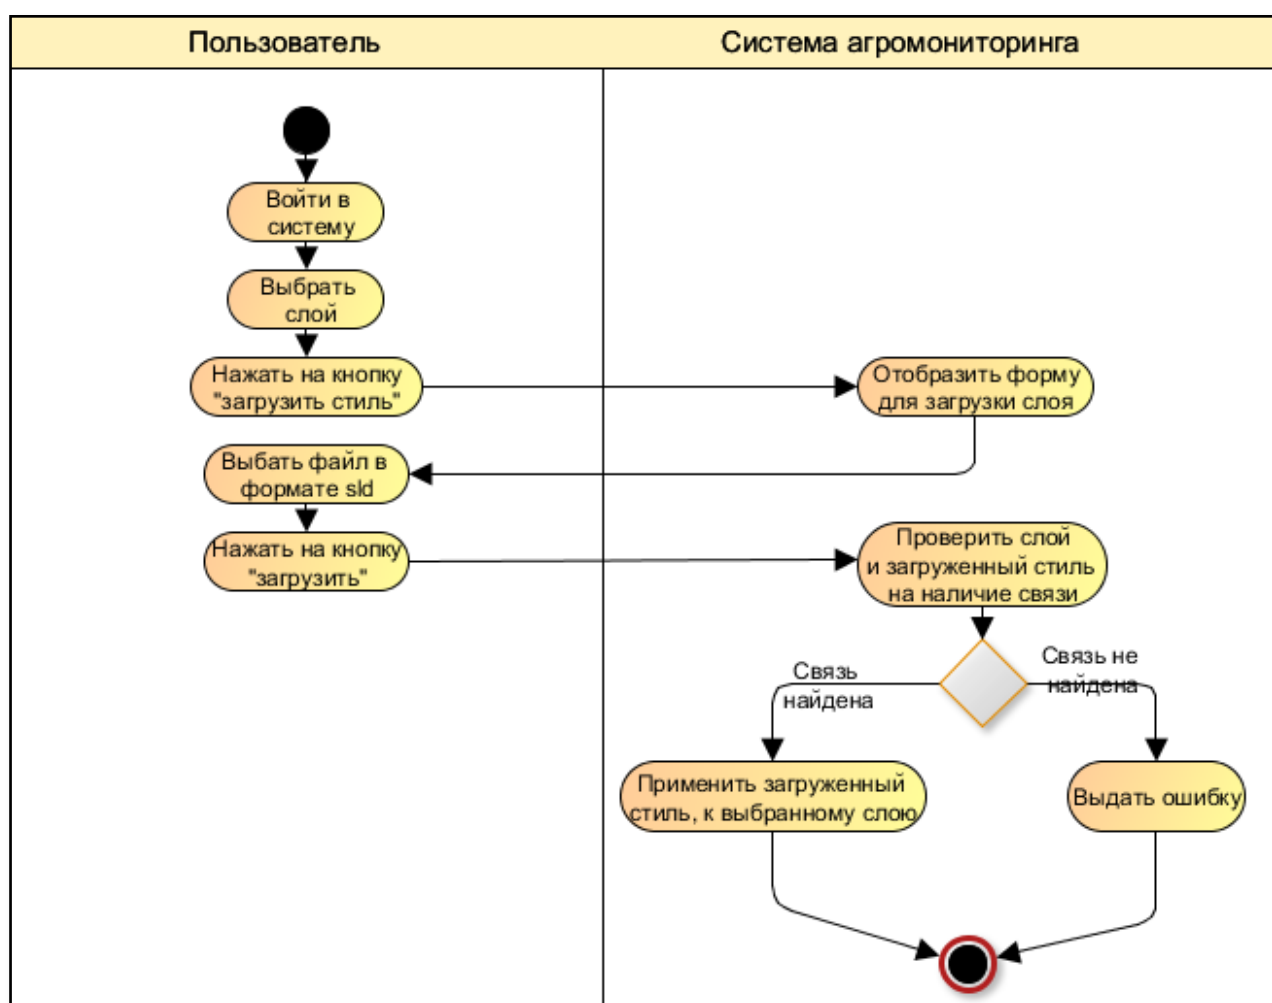 Пользователь
Система агромониторинга
Войти в
систему
Выбрать
слой
Нажать на кнопку
"загрузить стиль"
Отобразить форму
для загрузки слоя
Выбать файл в
формате sld
Нажать на кнопку
"загрузить"
Проверить слой
и загруженный стиль
на наличие связи
Связь
найдена
Связь не
найдена
Применить загруженный
стиль, к выбранному слою
Выдать ошибку